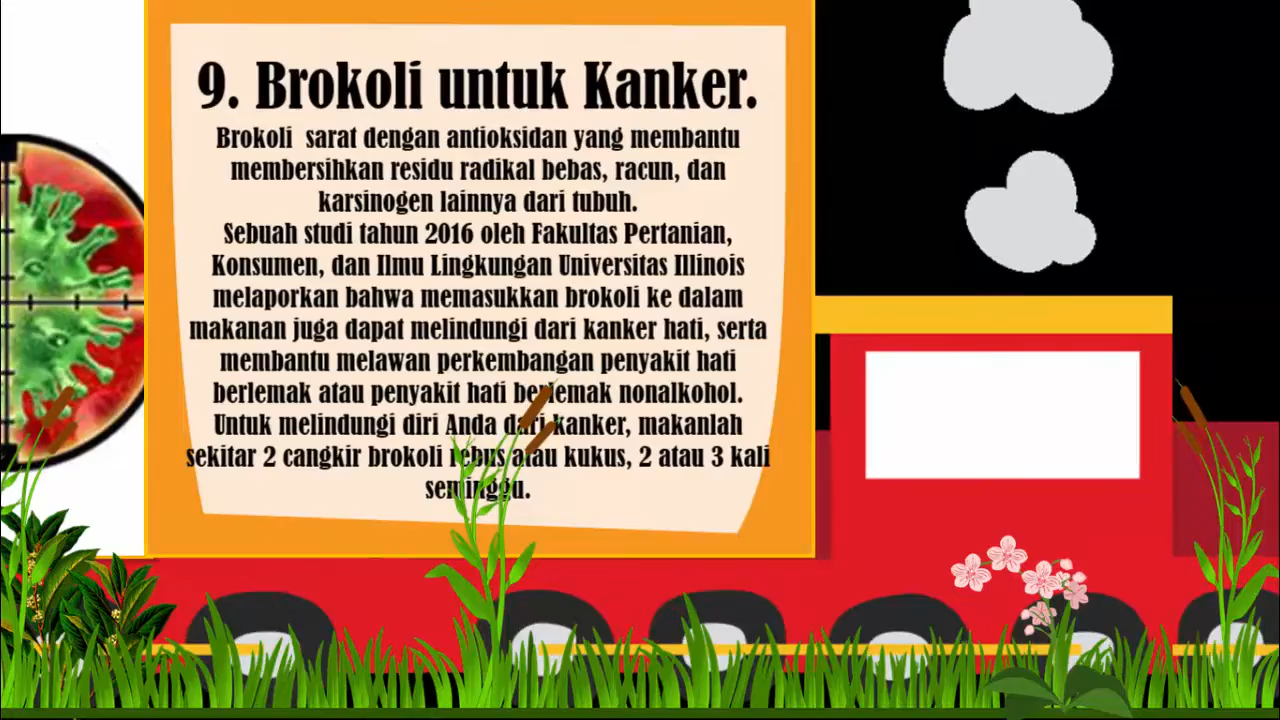 9. Brokoli untuk Kanker.
Brokoli sarat dengan antioksidan yang membantu
membersihkan residu radikal bebas, racun, dan
karsinogen lainnya dari tubuh.
Sebuah studi tahun 2016 oleh Fakultas Pertanian,
Konsumen, dan Ilmu Lingkungan Universitas Illinois
melaporkan bahwa memasukkan brokoli ke dalam
makanan juga dapat melindungi dari kanker hati, serta
membantu melawan perkembangan penyakit hati
berlemak atau penyakit hati berlemak nonalkohol.
Untuk melindungi diri Anda dari kanker, makanlah
sekitar 2 cangkir brokoli rebus atau kukus, 2 atau 3 kali
seminggu.